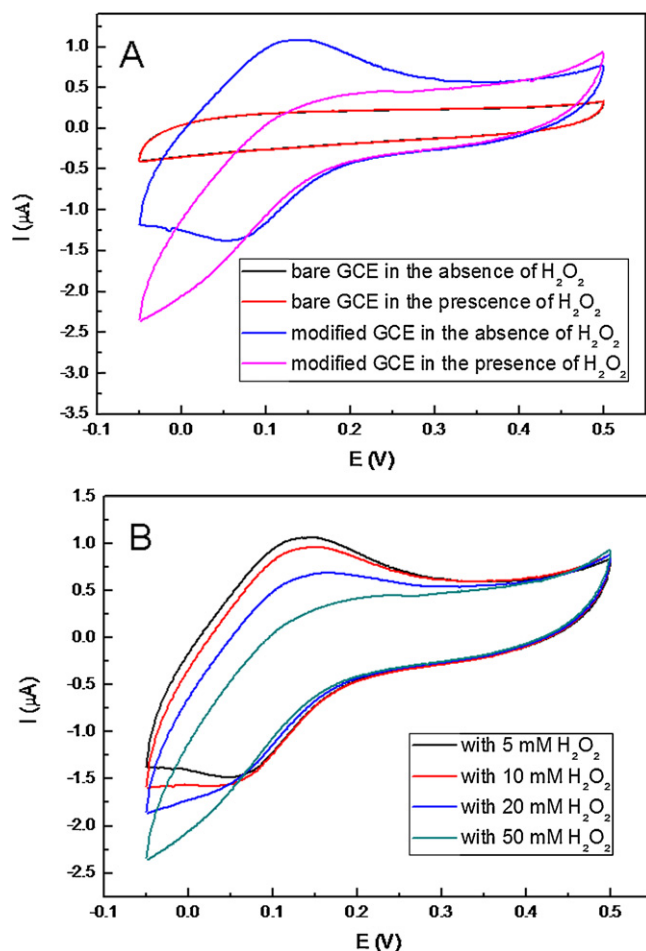 A
1.0
0.5
0.0
-0.5
-1.0
-1.5
-2.0
-2.5
-3.0
-3.5
I (µA)
bare GCE in the absence of H₂O₂
bare GCE in the prescence of H₂O₂
modified GCE in the absence of H₂O₂
modified GCE in the presence of H₂O₂
-0.1 0.0 0.1 0.2 0.3 0.4 0.5
E (V)
B
1.5
1.0
0.5
0.0
-0.5
-1.0
-1.5
-2.0
-2.5
I (µA)
with 5 mM H₂O₂
with 10 mM H₂O₂
with 20 mM H₂O₂
with 50 mM H₂O₂
-0.1 0.0 0.1 0.2 0.3 0.4 0.5
E (V)